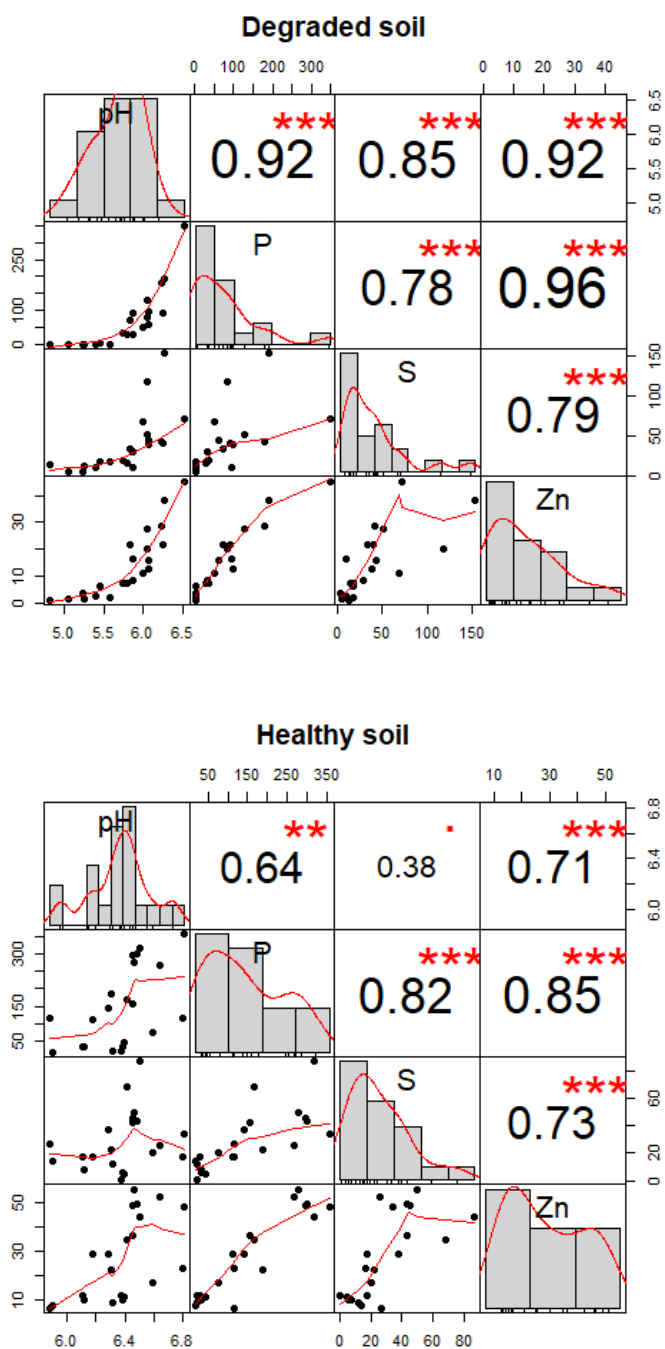 Degraded soil
0 100 200 300 0 10 20 30 40
pH 0.92 *** 0.85 *** 0.92 *** 5.0 5.5 6.0 6.5
0 100 250 P 0.78 *** 0.96 ***
S 0.79 *** 0 50 100 150
0 10 30 Zn
5.0 5.5 6.0 6.5 0 50 100 150
Healthy soil
50 150 250 350 10 30 50
pH 0.64 ** 0.38 . 0.71 *** 6.0 6.4 6.8
50 150 300 P 0.82 *** 0.85 ***
S 0.73 *** 0 20 60
10 30 50 Zn
6.0 6.4 6.8 0 20 40 60 80